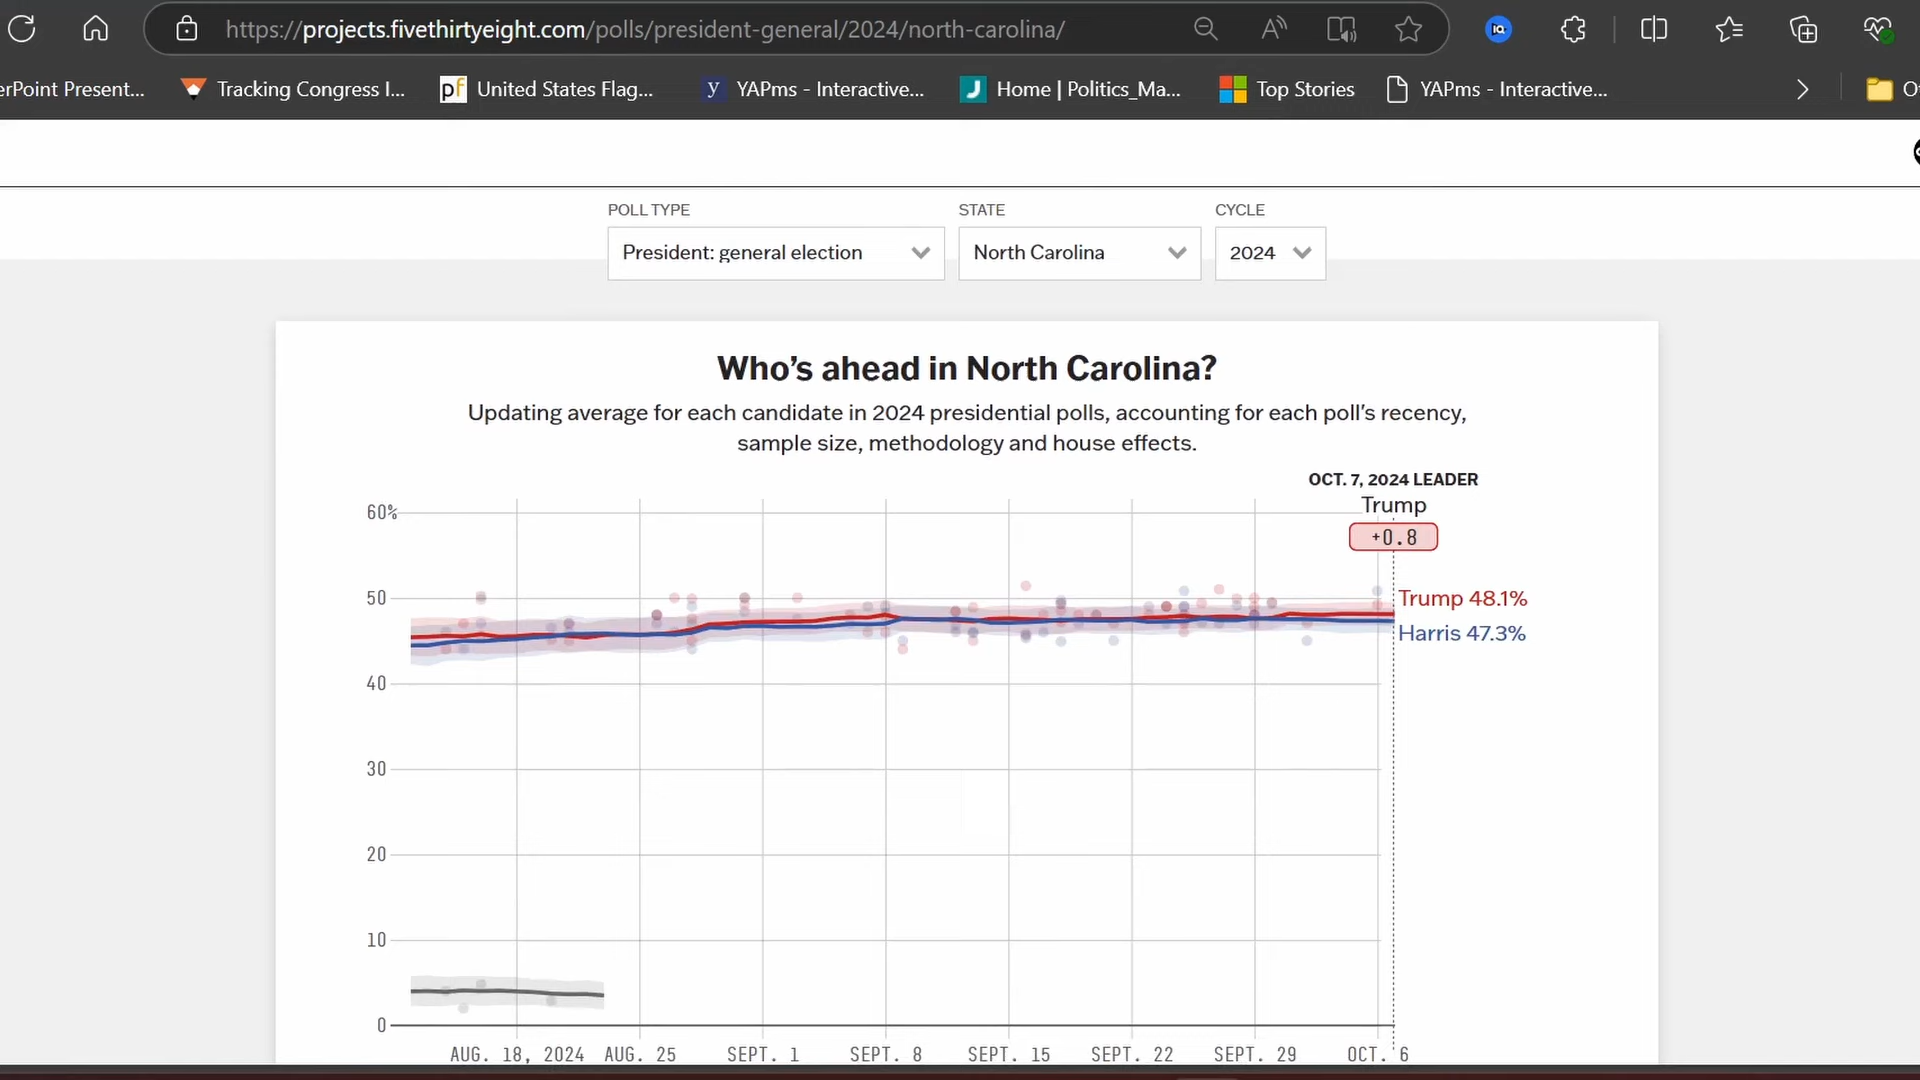 https://projects.fivethirtyeight.com/polls/president-general/2024/north-carolina/
erPoint Present...
Tracking Congress I...
pf United States Flag...
y YAPms - Interactive...
Home | Politics_Ma...
Top Stories
YAPms - Interactive...
POLL TYPE
STATE
CYCLE
President: general election
North Carolina
2024
Who's ahead in North Carolina?
Updating average for each candidate in 2024 presidential polls, accounting for each poll's recency,
sample size, methodology and house effects.
OCT. 7, 2024 LEADER
Trump
+0.8
60%
50
40
30
20
10
0
Trump 48.1%
Harris 47.3%
AUG. 18, 2024
AUG. 25
SEPT. 1
SEPT. 8
SEPT. 15
SEPT. 22
SEPT. 29
OCT. 6